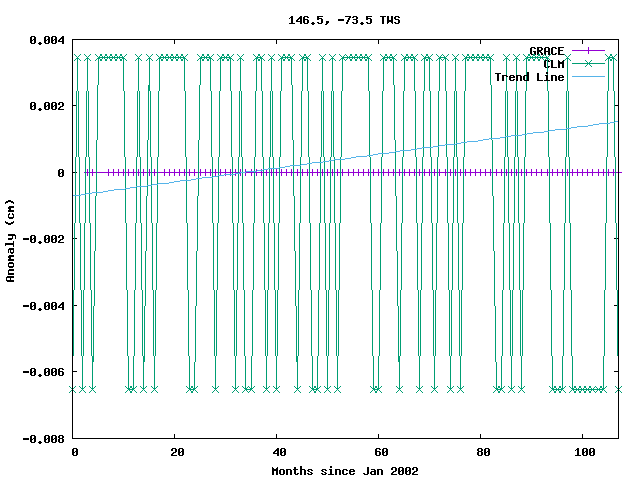 146.5, -73.5 TWS
0.004
0.002
0
-0.002
-0.004
-0.006
-0.008
Anomaly (cm)
GRACE
CLM
Trend Line
0 20 40 60 80 100
Months since Jan 2002